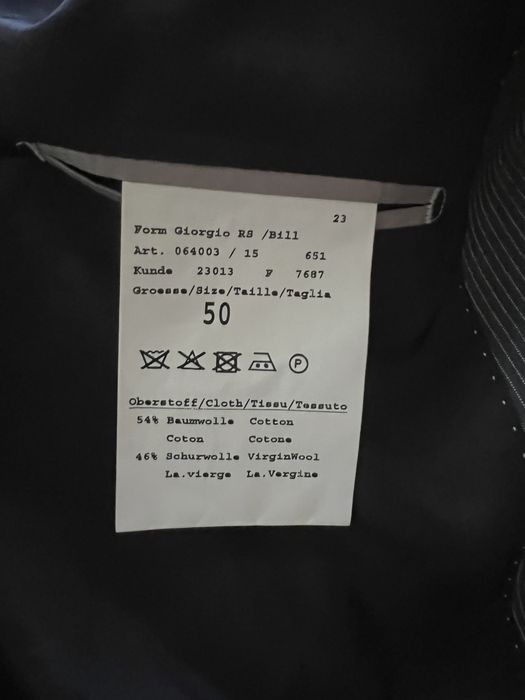 23
Form Giorgio RS /Bill
Art. 064003 / 15 651
Kunde 23013 F 7687
Groesse/Size/Taille/Taglia
50
P
Oberstoff/Cloth/Tissu/Tessuto
54% Baumwolle Cotton
Coton Cotone
46% Schurwolle VirginWool
La.vierge La.Vergine